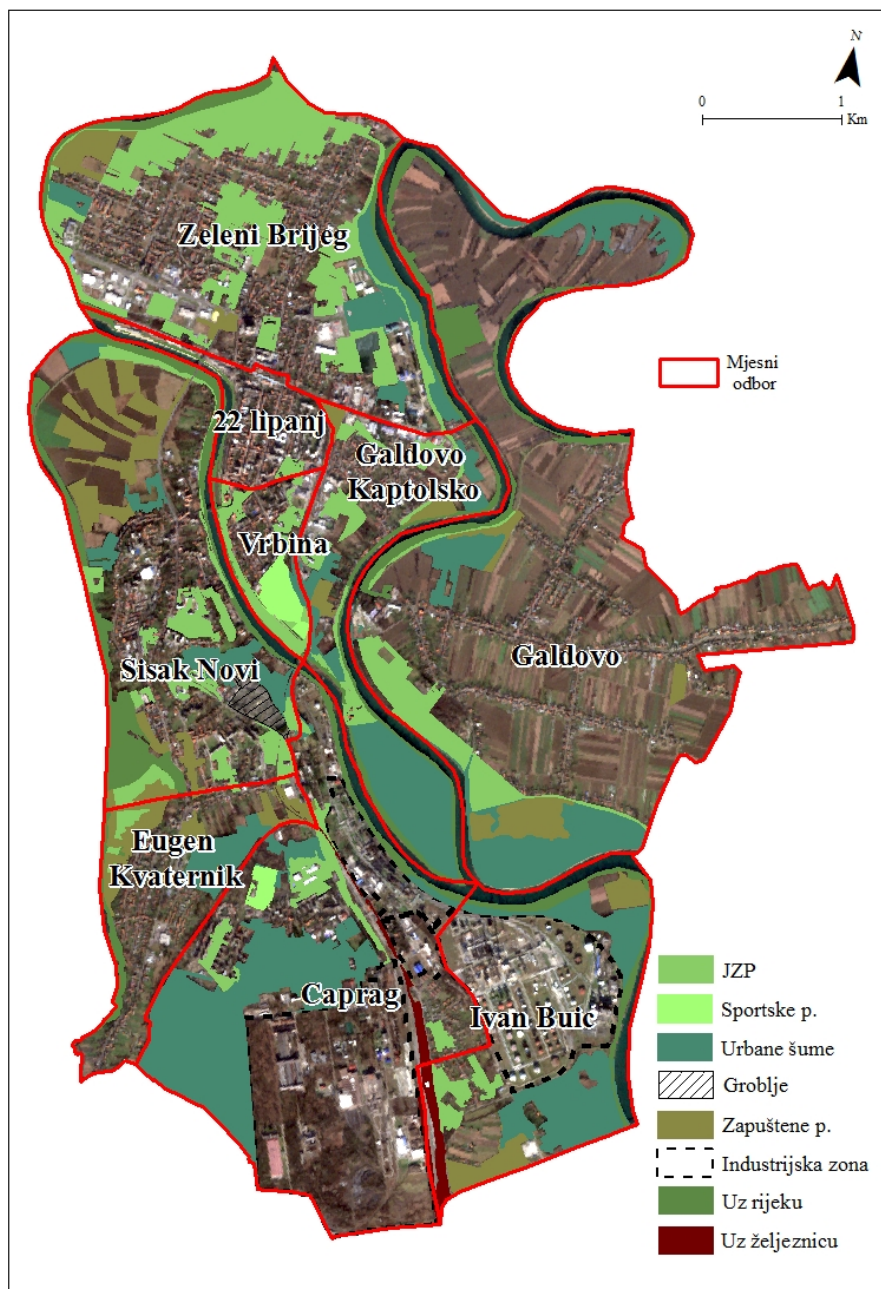 N
0 1
Km
Zeleni Brijeg
Mjesni
odbor
22 lipanj
Galdovo
Kaptolsko
Vrbina
Galdovo
Sisak Novi
Eugen
Kvaternik
Caprag
Ivan Buić
JZP
Sportske p.
Urbane šume
Groblje
Zapuštene p.
Industrijska zona
Uz rijeku
Uz željeznicu